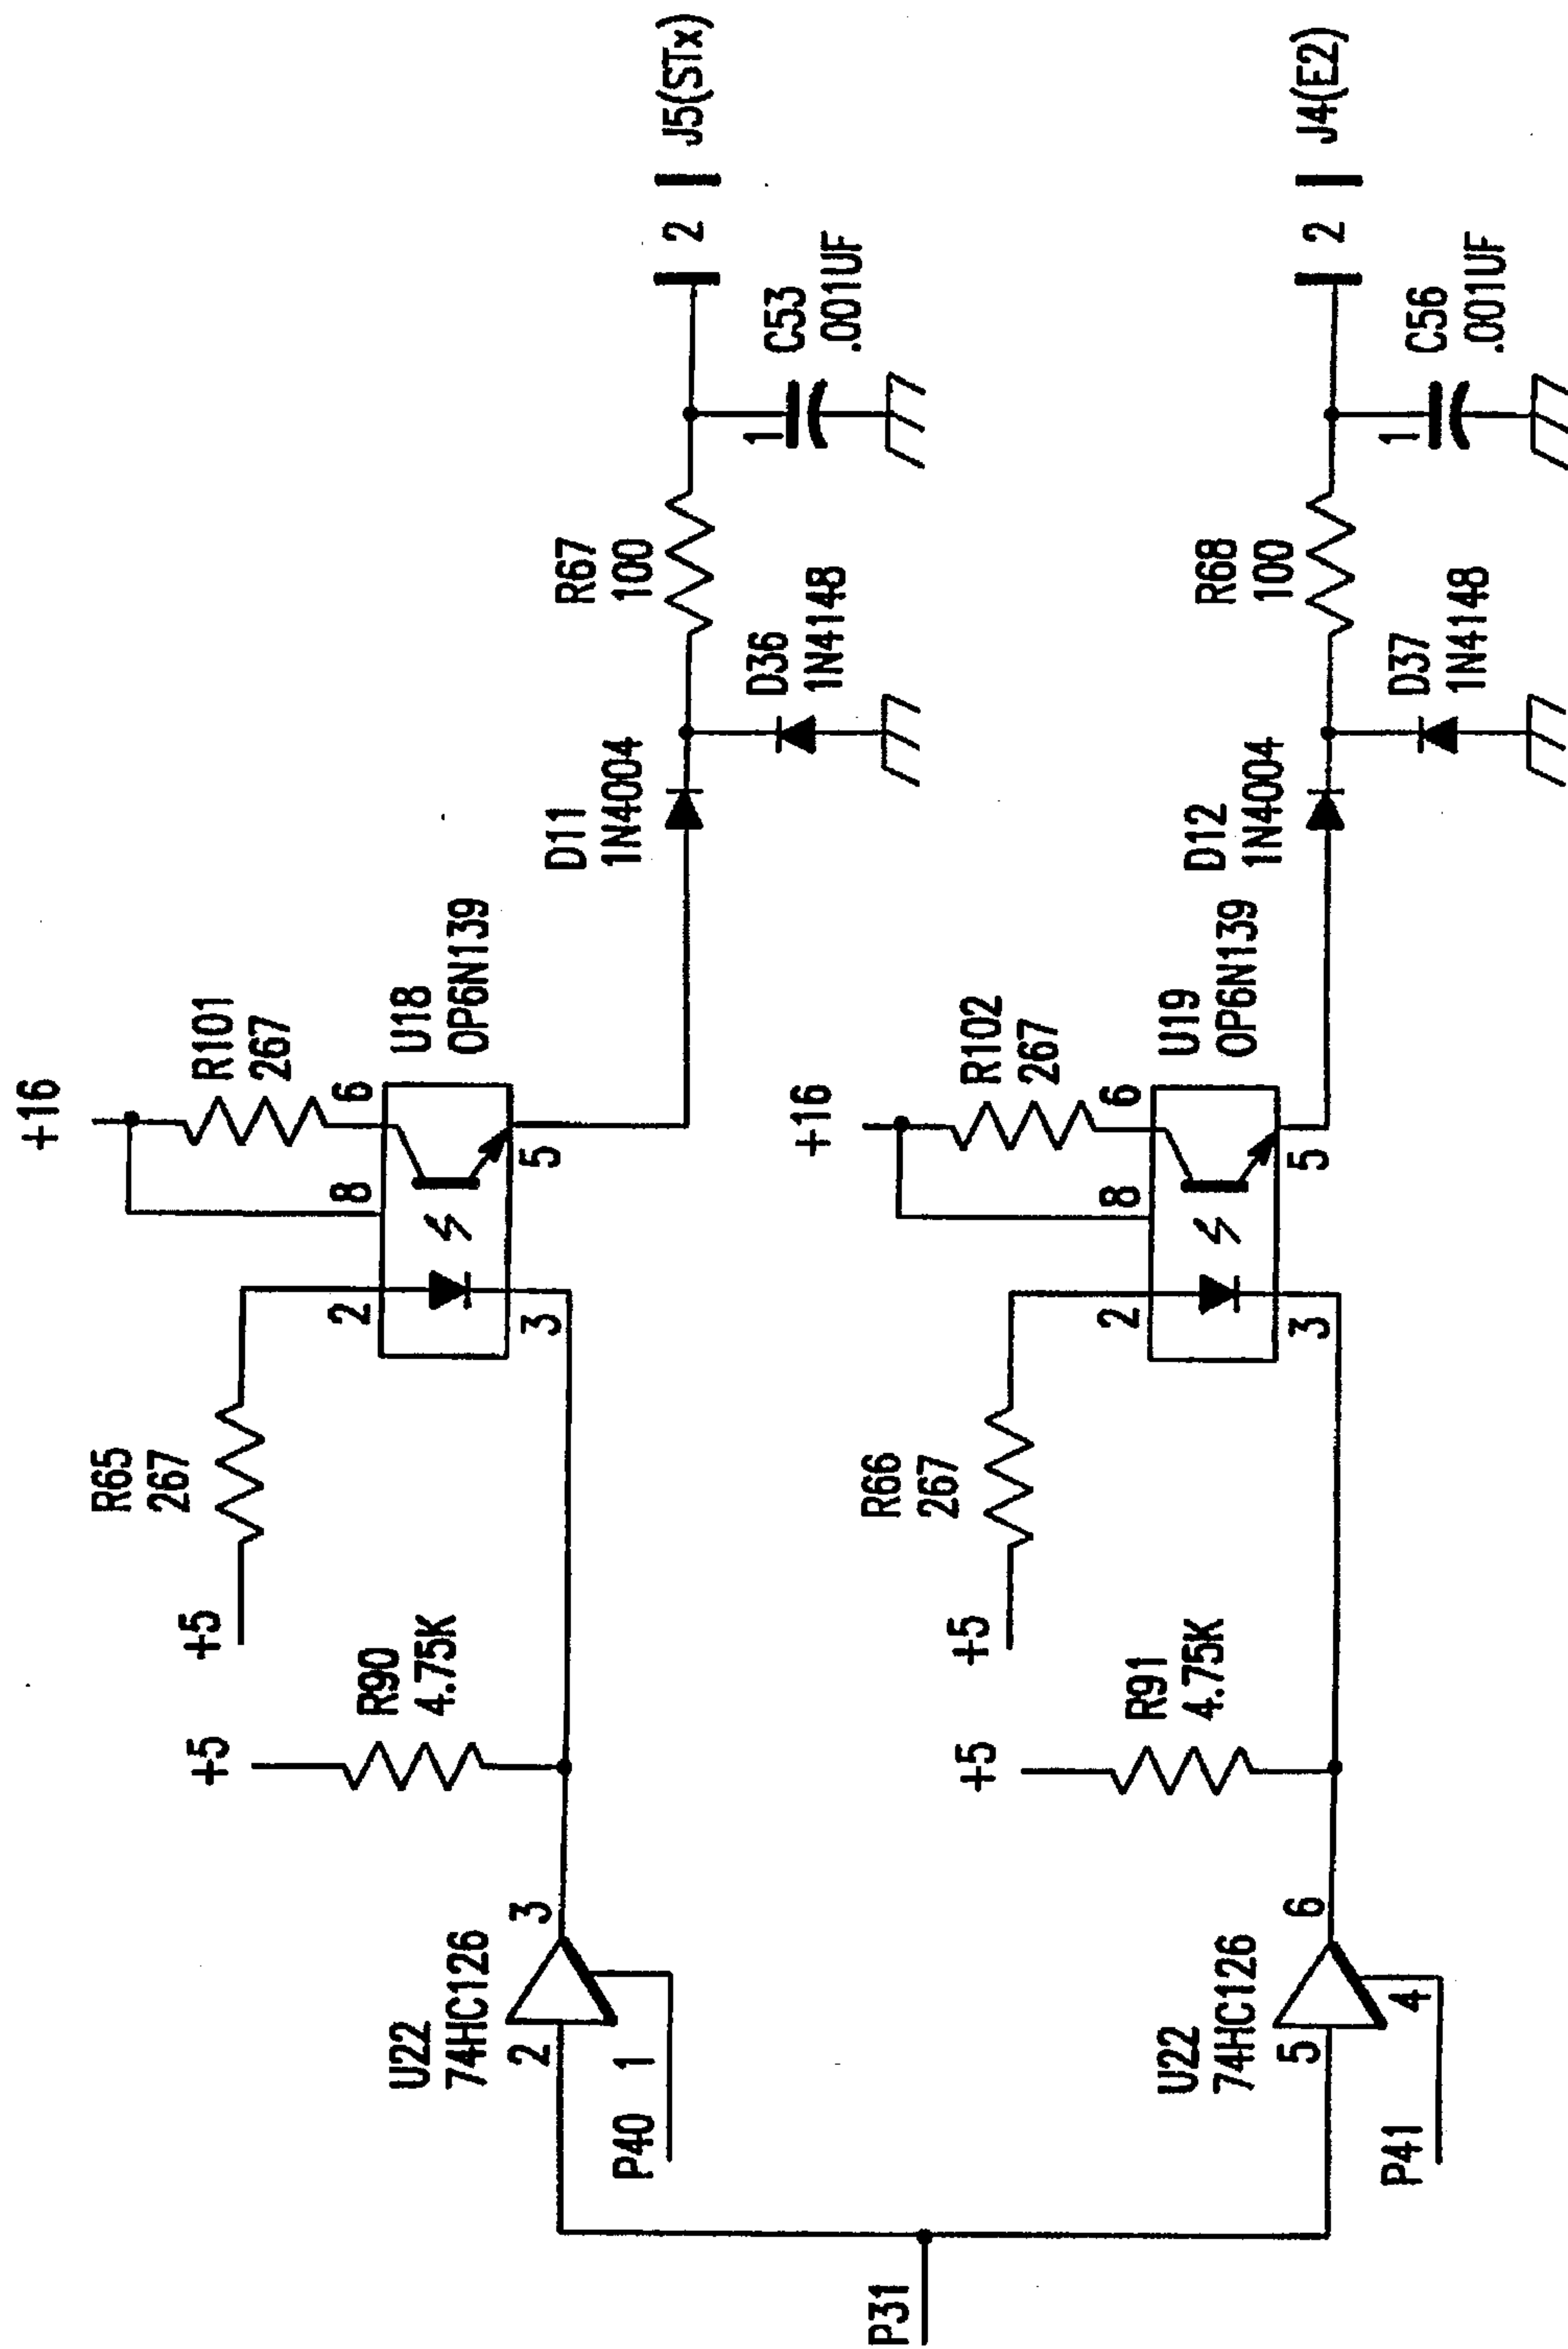 +16
R101
267
R65
267
+5
+5
R90
4.75K
U22
74HC126
2
3
P40
1
2
8
6
3
5
U18
OP6N139
D11
1N4004
R67
100
D36
1N4148
1
C53
.001UF
2
J5(STx)
P31
+16
R102
267
R66
267
+5
+5
R91
4.75K
U22
74HC126
5
6
P41
4
2
8
6
3
5
U19
OP6N139
D12
1N4004
R68
100
D37
1N4148
1
C56
.001UF
2
J4(E2)